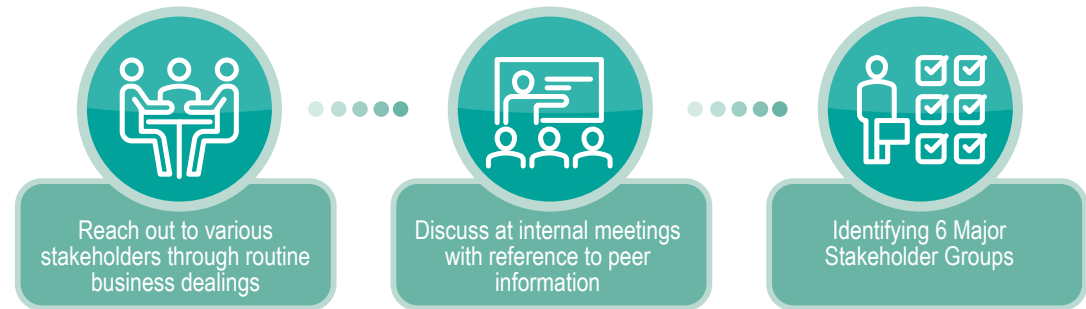 Reach out to various
stakeholders through routine
business dealings
Discuss at internal meetings
with reference to peer
information
Identifying 6 Major
Stakeholder Groups